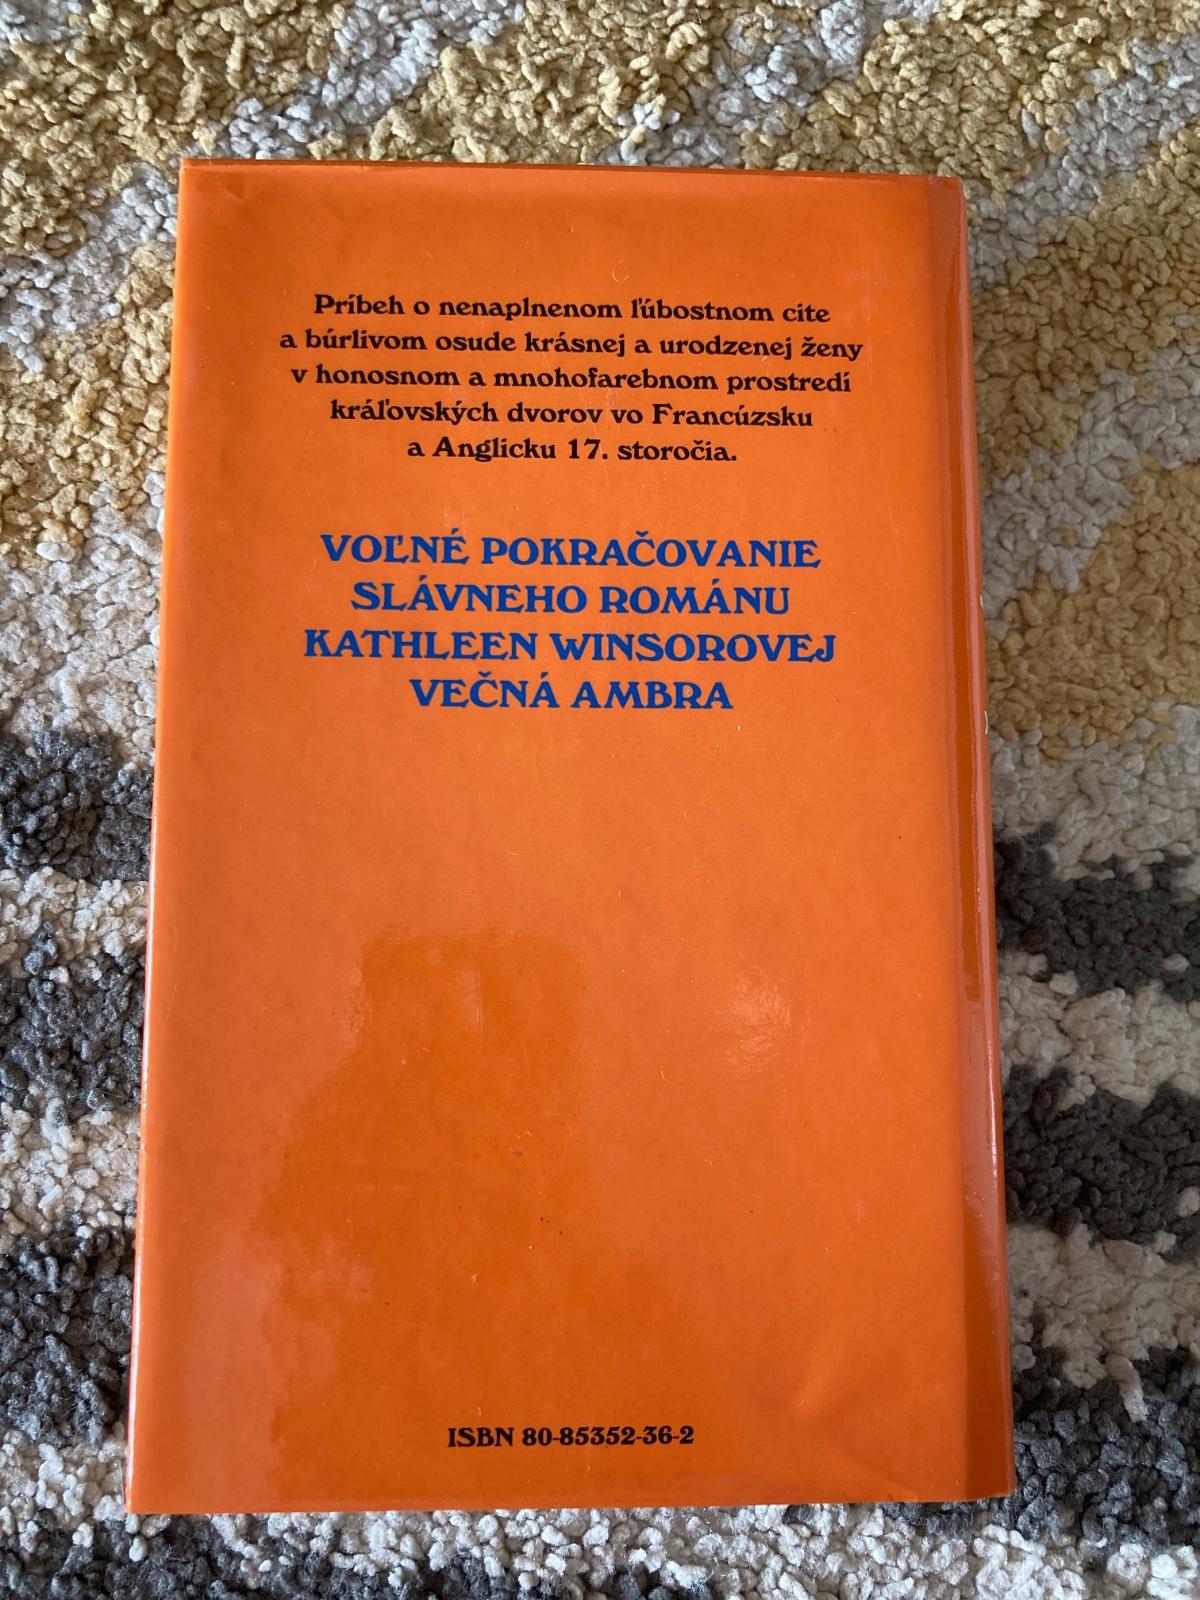 Príbeh o nenaplnenom ľúbostnom cite
a búrlivom osude krásnej a urodzenej ženy
v honosnom a mnohofarebnom prostredí
kráľovských dvorov vo Francúzsku
a Anglicku 17. storočia.
VOĽNÉ POKRAČOVANIE
SLÁVNEHO ROMÁNU
KATHLEEN WINSOROVEJ
VEČNÁ AMBRA
ISBN 80-85352-36-2